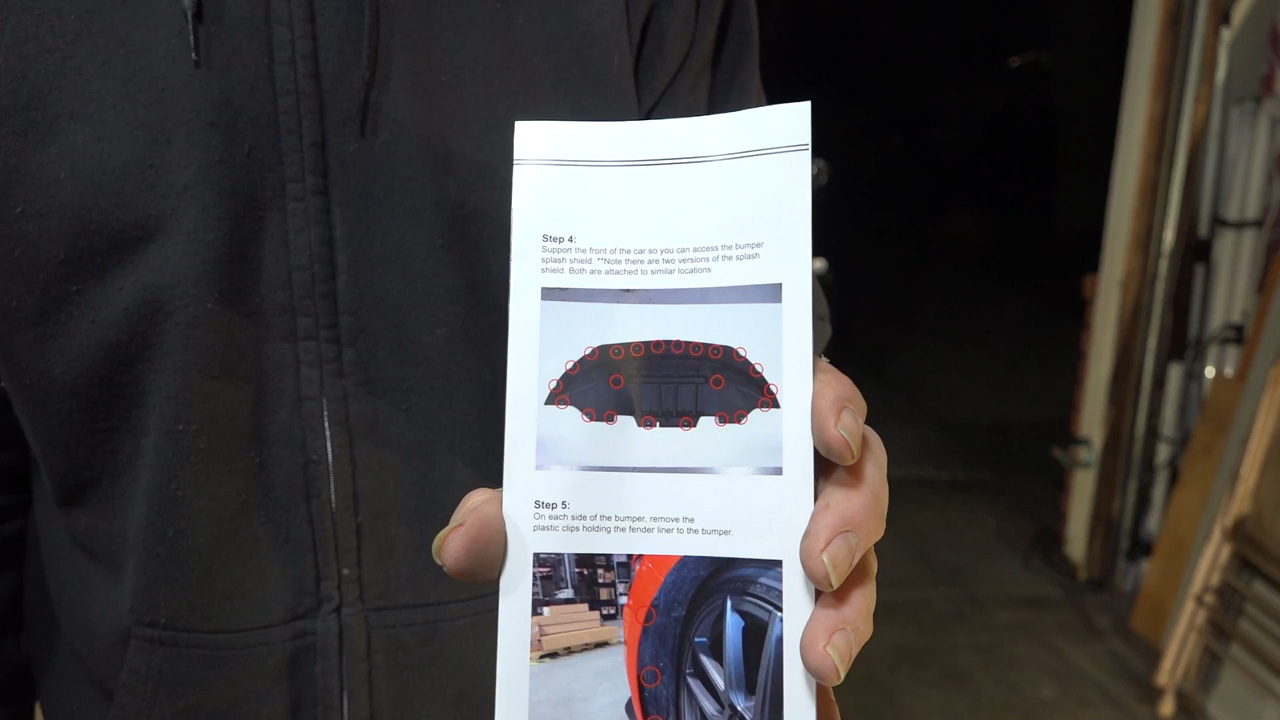 Step 4:
Support the front of the car so you can access the bumper
splash shield. **Note there are two versions of the splash
shield. Both are attached to similar locations
Step 5:
On each side of the bumper, remove the
plastic clips holding the fender liner to the bumper.